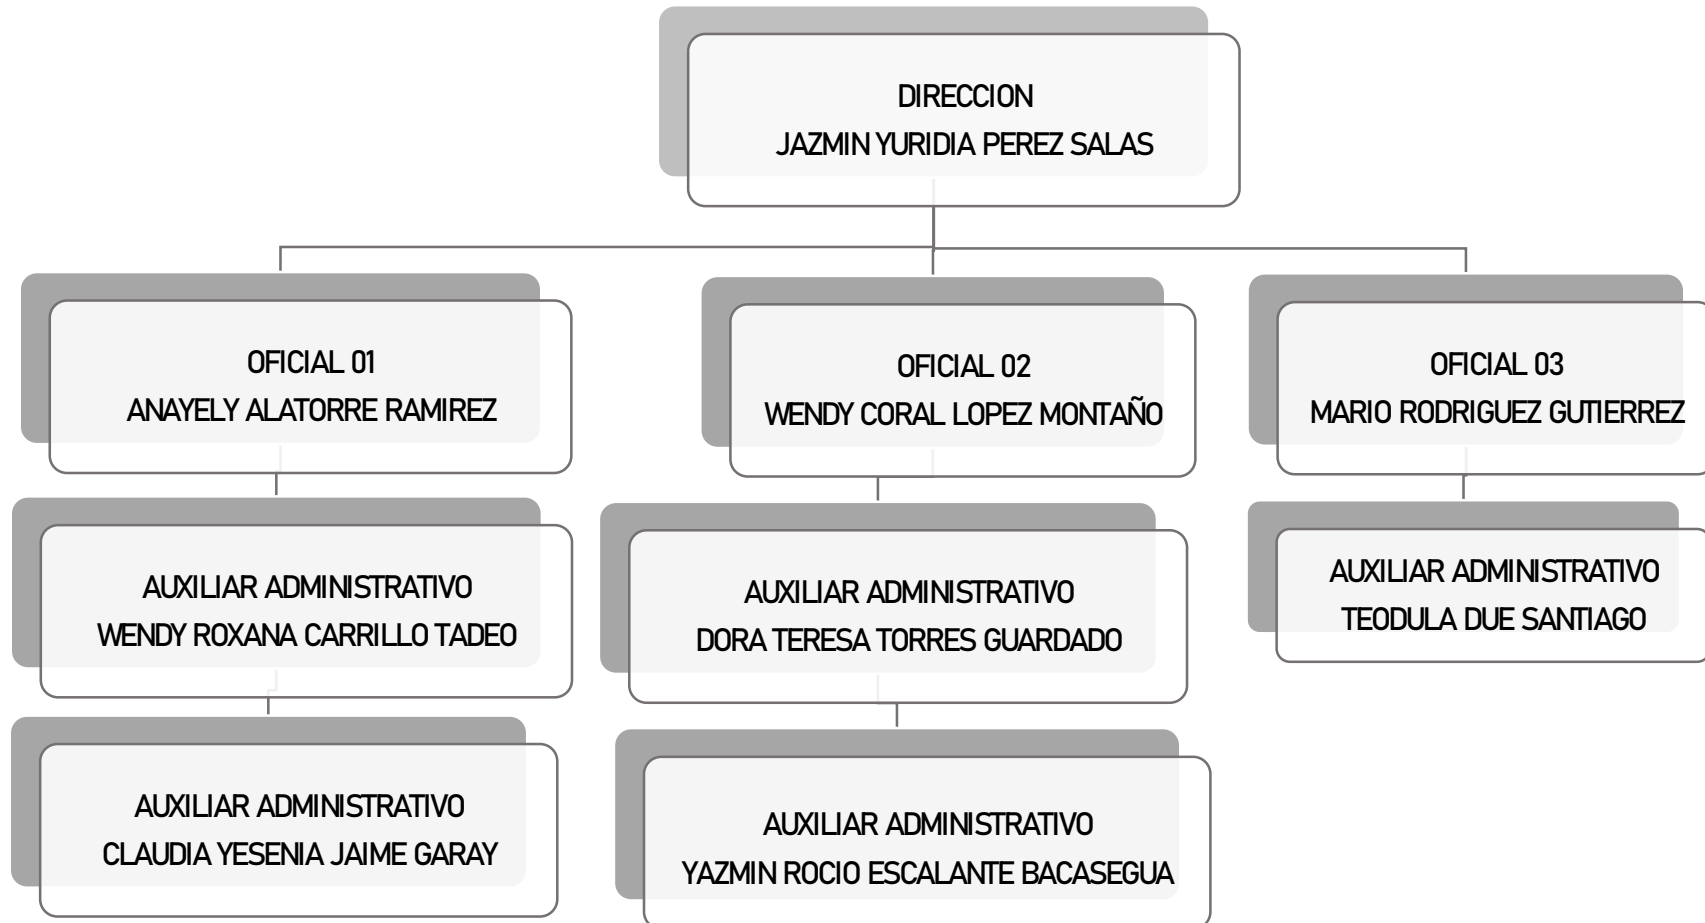 DIRECCION
JAZMIN YURIDIA PEREZ SALAS
OFICIAL 01
ANAYELY ALATORRE RAMIREZ
OFICIAL 02
WENDY CORAL LOPEZ MONTAÑO
OFICIAL 03
MARIO RODRIGUEZ GUTIERREZ
AUXILIAR ADMINISTRATIVO
WENDY ROXANA CARRILLO TADEO
AUXILIAR ADMINISTRATIVO
DORA TERESA TORRES GUARDADO
AUXILIAR ADMINISTRATIVO
TEODULA DUE SANTIAGO
AUXILIAR ADMINISTRATIVO
CLAUDIA YESENIA JAIME GARAY
AUXILIAR ADMINISTRATIVO
YAZMIN ROCIO ESCALANTE BACASEGUA